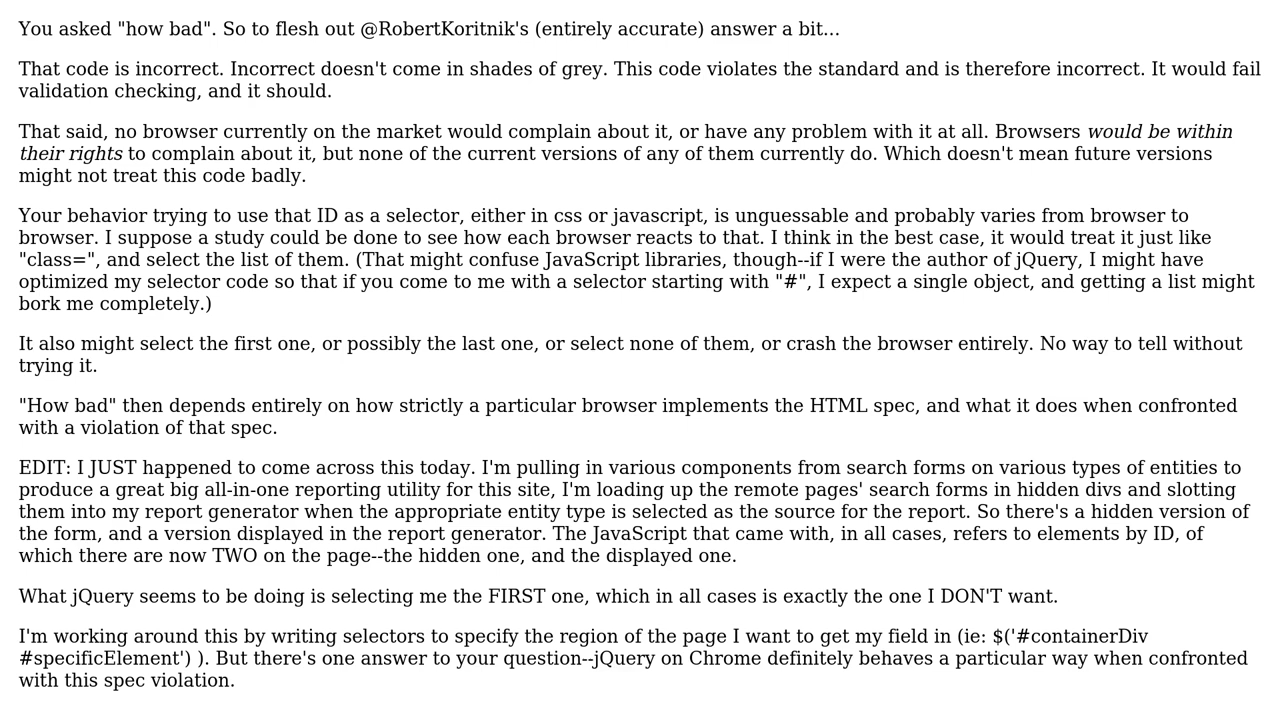 You asked "how bad". So to flesh out @RobertKoritnik's (entirely accurate) answer a bit...
That code is incorrect. Incorrect doesn't come in shades of grey. This code violates the standard and is therefore incorrect. It would fail
validation checking, and it should.
That said, no browser currently on the market would complain about it, or have any problem with it at all. Browsers would be within
their rights to complain about it, but none of the current versions of any of them currently do. Which doesn't mean future versions
might not treat this code badly.
Your behavior trying to use that ID as a selector, either in css or javascript, is unguessable and probably varies from browser to
browser. I suppose a study could be done to see how each browser reacts to that. I think in the best case, it would treat it just like
"class=", and select the list of them. (That might confuse JavaScript libraries, though--if I were the author of jQuery, I might have
optimized my selector code so that if you come to me with a selector starting with "#", I expect a single object, and getting a list might
bork me completely.)
It also might select the first one, or possibly the last one, or select none of them, or crash the browser entirely. No way to tell without
trying it.
"How bad" then depends entirely on how strictly a particular browser implements the HTML spec, and what it does when confronted
with a violation of that spec.
EDIT: I JUST happened to come across this today. I'm pulling in various components from search forms on various types of entities to
produce a great big all-in-one reporting utility for this site, I'm loading up the remote pages' search forms in hidden divs and slotting
them into my report generator when the appropriate entity type is selected as the source for the report. So there's a hidden version of
the form, and a version displayed in the report generator. The JavaScript that came with, in all cases, refers to elements by ID, of
which there are now TWO on the page--the hidden one, and the displayed one.
What jQuery seems to be doing is selecting me the FIRST one, which in all cases is exactly the one I DON'T want.
I'm working around this by writing selectors to specify the region of the page I want to get my field in (ie: $('#containerDiv
#specificElement') ). But there's one answer to your question--jQuery on Chrome definitely behaves a particular way when confronted
with this spec violation.